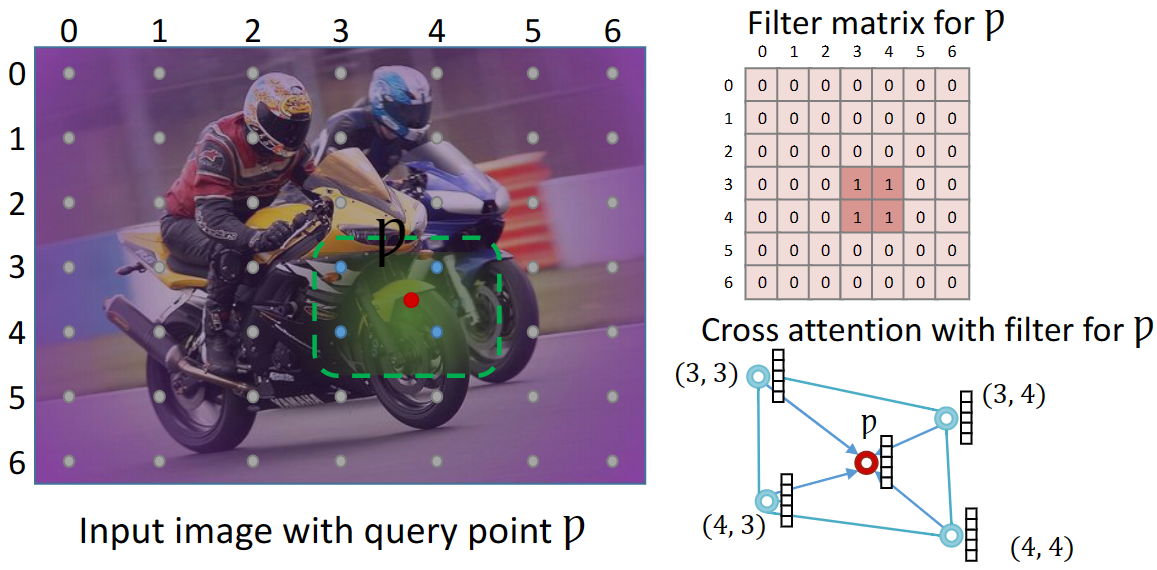 0 1 2 3 4 5 6
0
1
2
p
3
4
5
6
YAMAHA
Input image with query point p
Filter matrix for p
0 1 2 3 4 5 6
0 0 0 0 0 0 0 0
1 0 0 0 0 0 0 0
2 0 0 0 0 0 0 0
3 0 0 0 1 1 0 0
4 0 0 0 1 1 0 0
5 0 0 0 0 0 0 0
6 0 0 0 0 0 0 0
Cross attention with filter for p
(3, 3)
(3, 4)
p
(4, 3)
(4, 4)